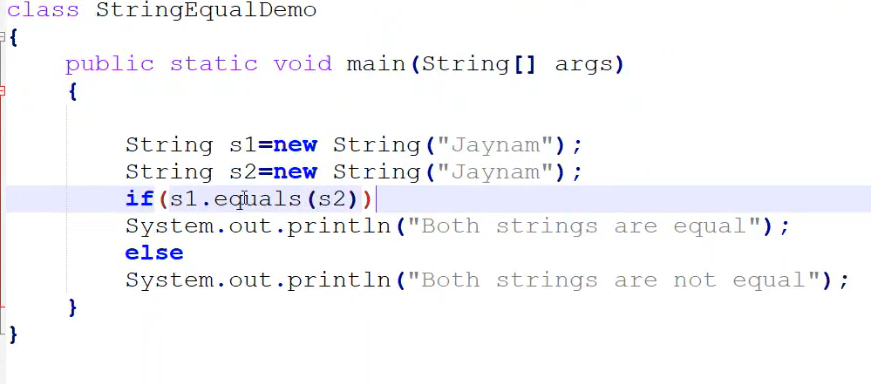 class StringEqualDemo
{
public static void main(String[] args)
{
String s1=new String("Jaynam");
String s2=new String("Jaynam");
if(s1.equals(s2))
System.out.println("Both strings are equal");
else
System.out.println("Both strings are not equal");
}
}